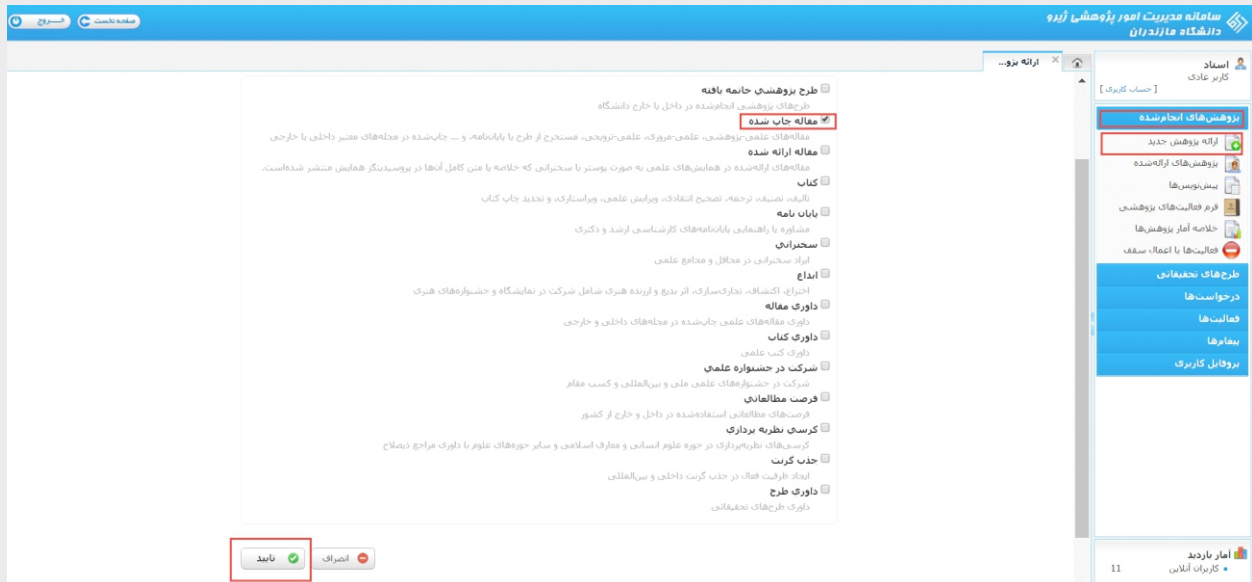 سامانه مدیریت امور پژوهشی ژیرو
دانشگاه مازندران
صفحه نخست
خـــروج
استاد
کاربر عادی
[ حساب کاربری ]
پژوهش‌های انجام‌شده
ارائه پژوهش جدید
پژوهش‌های ارائه‌شده
پیش‌نویس‌ها
فرم فعالیت‌های پژوهشی
خلاصه آمار پژوهش‌ها
فعالیت‌ها با اعمال سقف
طرح‌های تحقیقاتی
درخواست‌ها
فعالیت‌ها
پیغام‌ها
پروفایل کاربری
آمار بازدید
کاربران آنلاین 11
ارائه پژو...
طرح پژوهشي خاتمه يافته
طرح‌های پژوهشی انجام‌شده در داخل یا خارج دانشگاه
مقاله چاپ شده
مقاله‌های علمی-پژوهشی، علمی-مروری، علمی-ترویجی، مستخرج از طرح یا پایان‌نامه، و ... چاپ‌شده در مجله‌های معتبر داخلی یا خارجی
مقاله ارائه شده
مقاله‌های ارائه‌شده در همایش‌های علمی به صورت پوستر یا سخنرانی که خلاصه یا متن کامل آن‌ها در پروسیدینگز همایش منتشر شده‌است.
کتاب
تالیف، تصنیف، ترجمه، تصحیح انتقادی، ویرایش علمی، ویراستاری، و تجدید چاپ کتاب
پایان نامه
مشاوره یا راهنمایی پایان‌نامه‌های کارشناسی ارشد و دکتری
سخنراني
ایراد سخنرانی در محافل و مجامع علمی
ابداع
اختراع، اکتشاف، تجاری‌سازی، اثر بدیع و ارزنده هنری شامل شرکت در نمایشگاه و جشنواره‌های هنری
داوری مقاله
داوری مقاله‌های علمی چاپ‌شده در مجله‌های داخلی و خارجی
داوری کتاب
داوری کتب علمی
شرکت در جشنواره علمي
شرکت در جشنواره‌های علمی ملی و بین‌المللی و کسب مقام
فرصت مطالعاتي
فرصت‌های مطالعاتی استفاده‌شده در داخل و خارج از کشور
کرسي نظريه پردازي
کرسی‌های نظریه‌پردازی در حوزه علوم انسانی و معارف اسلامی و سایر حوزه‌های علوم با داوری مراجع ذیصلاح
جذب گرنت
ایجاد ظرفیت فعال در جذب گرنت داخلی و بین‌المللی
داوری طرح
داوری طرح‌های تحقیقاتی
انصراف
تایید